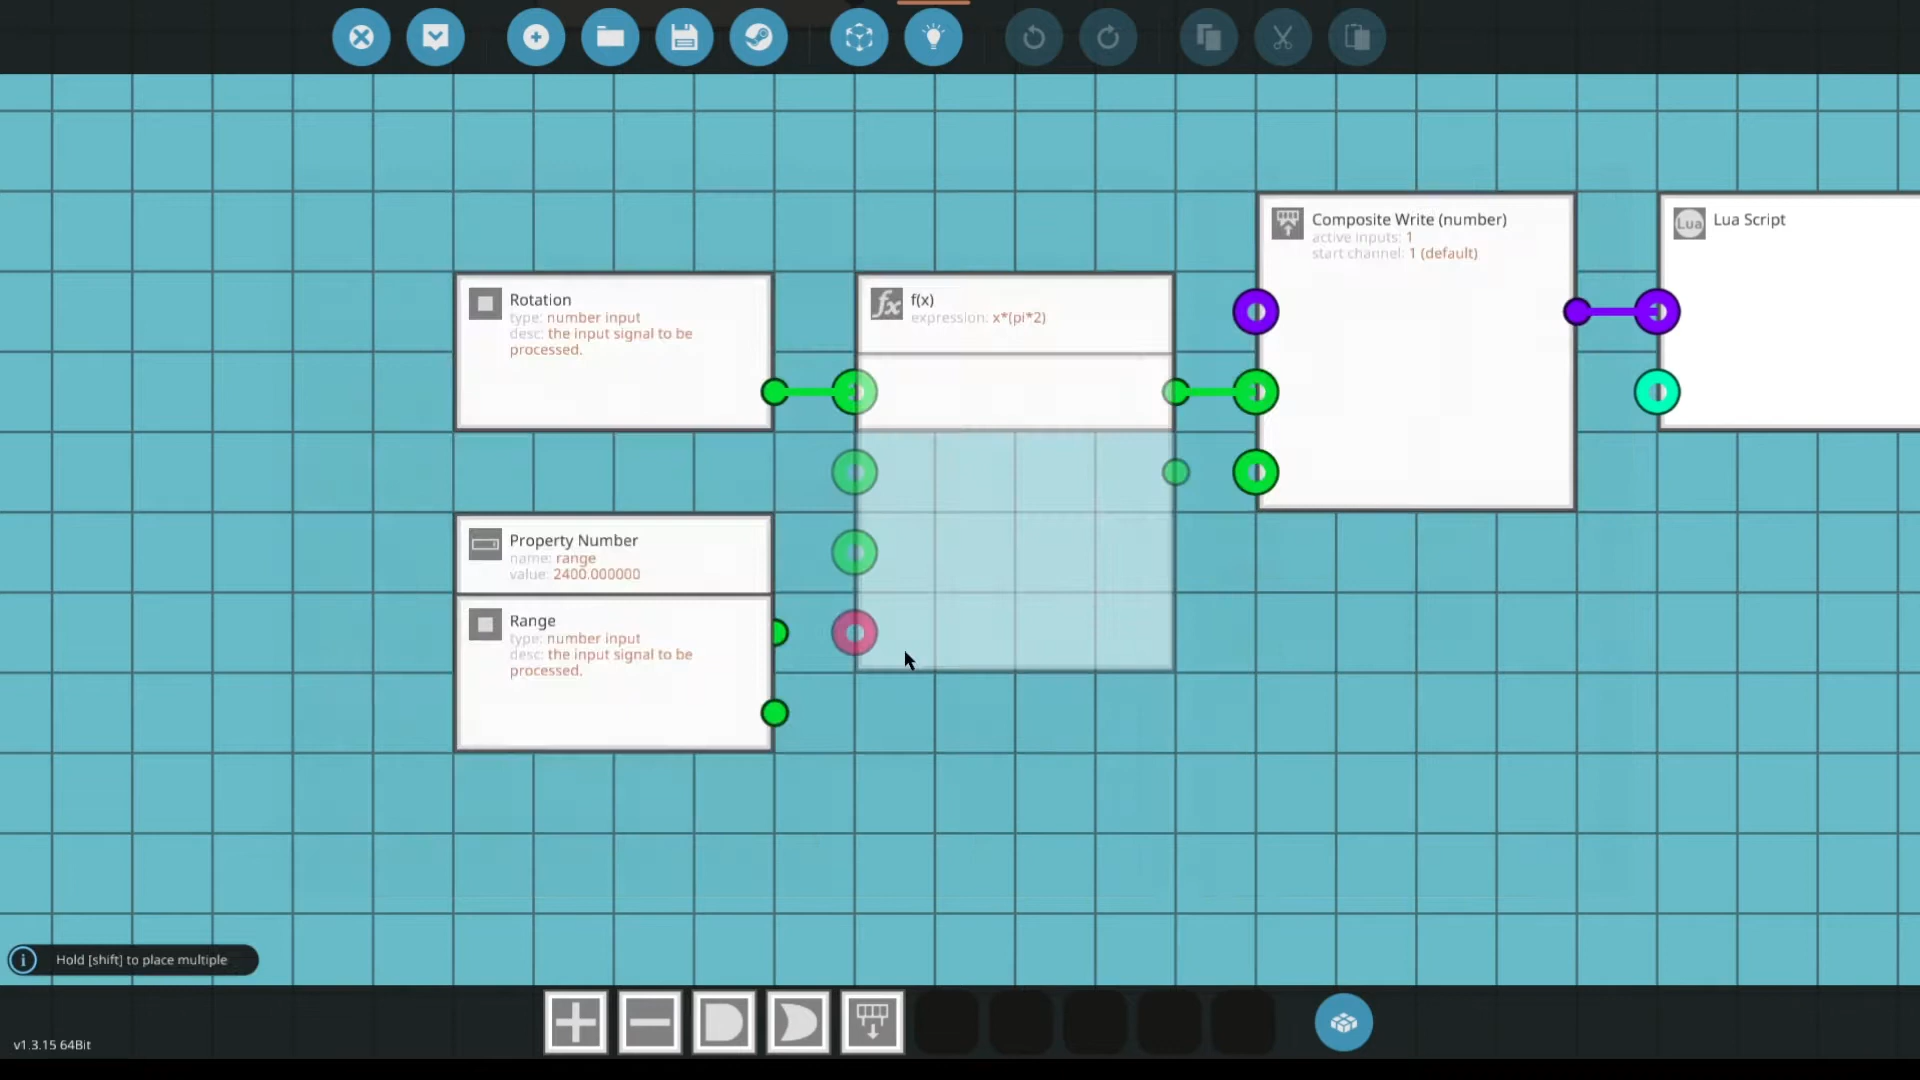 Composite Write (number)
active inputs: 1
start channel: 1 (default)
Lua
Lua Script
Rotation
type: number input
desc: the input signal to be
processed.
fx
f(x)
expression: x*(pi*2)
Property Number
name: range
value: 2400.000000
Range
type: number input
desc: the input signal to be
processed.
Hold [shift] to place multiple
v1.3.15 64Bit